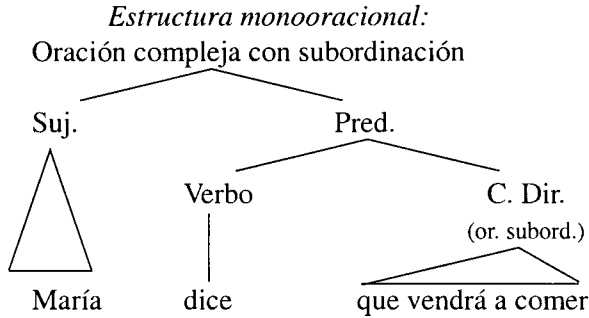 Estructura monooracional:
Oración compleja con subordinación
Suj. Pred.
Verbo C. Dir.
(or. subord.)
María dice que vendrá a comer